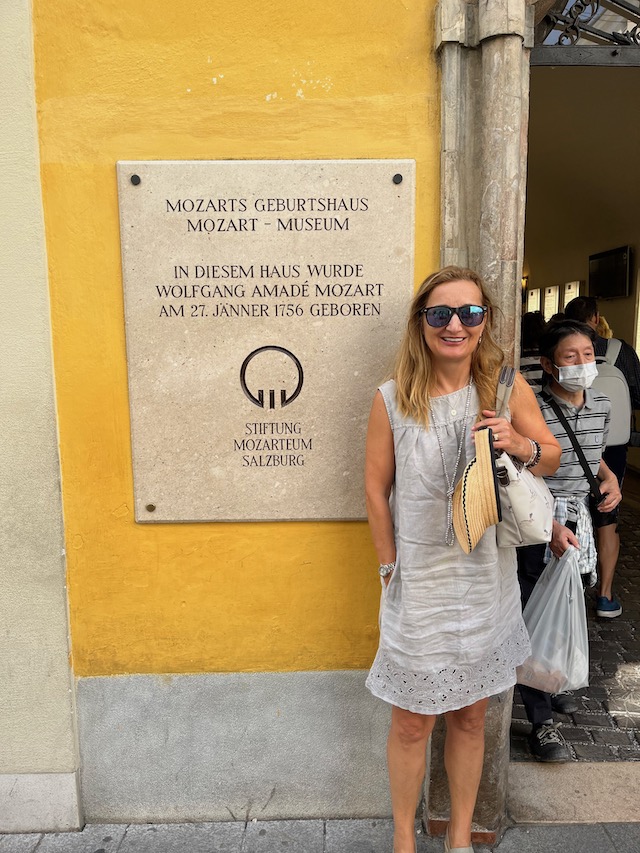 MOZARTS GEBURTSHAUS
MOZART - MUSEUM
IN DIESEM HAUS WURDE
WOLFGANG AMADÉ MOZART
AM 27. JÄNNER 1756 GEBOREN
STIFTUNG
MOZARTEUM
SALZBURG